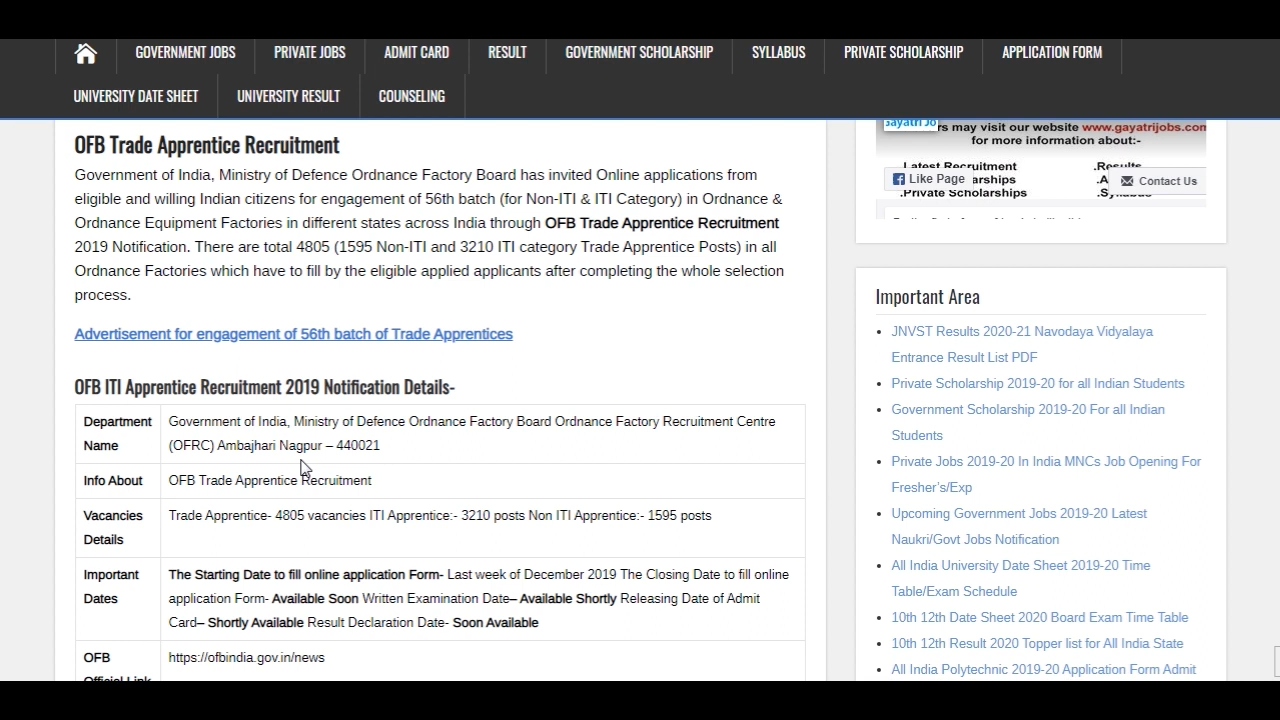 GOVERNMENT JOBS PRIVATE JOBS ADMIT CARD RESULT GOVERNMENT SCHOLARSHIP SYLLABUS PRIVATE SCHOLARSHIP APPLICATION FORM
UNIVERSITY DATE SHEET UNIVERSITY RESULT COUNSELING
OFB Trade Apprentice Recruitment
Government of India, Ministry of Defence Ordnance Factory Board has invited Online applications from
eligible and willing Indian citizens for engagement of 56th batch (for Non-ITI & ITI Category) in Ordnance &
Ordnance Equipment Factories in different states across India through OFB Trade Apprentice Recruitment
2019 Notification. There are total 4805 (1595 Non-ITI and 3210 ITI category Trade Apprentice Posts) in all
Ordnance Factories which have to fill by the eligible applied applicants after completing the whole selection
process.
Advertisement for engagement of 56th batch of Trade Apprentices
OFB ITI Apprentice Recruitment 2019 Notification Details-
Department Government of India, Ministry of Defence Ordnance Factory Board Ordnance Factory Recruitment Centre
Name (OFRC) Ambajhari Nagpur – 440021
Info About OFB Trade Apprentice Recruitment
Vacancies Trade Apprentice- 4805 vacancies ITI Apprentice:- 3210 posts Non ITI Apprentice:- 1595 posts
Details
Important The Starting Date to fill online application Form- Last week of December 2019 The Closing Date to fill online
Dates application Form- Available Soon Written Examination Date– Available Shortly Releasing Date of Admit
Card– Shortly Available Result Declaration Date- Soon Available
OFB https://ofbindia.gov.in/news
Official Link
may visit our website www.gayatrijobs.com
for more information about:-
.Latest Recruitment .Results
Like Page Contact Us
.Private Scholarships
Important Area
JNVST Results 2020-21 Navodaya Vidyalaya
Entrance Result List PDF
Private Scholarship 2019-20 for all Indian Students
Government Scholarship 2019-20 For all Indian
Students
Private Jobs 2019-20 In India MNCs Job Opening For
Fresher's/Exp
Upcoming Government Jobs 2019-20 Latest
Naukri/Govt Jobs Notification
All India University Date Sheet 2019-20 Time
Table/Exam Schedule
10th 12th Date Sheet 2020 Board Exam Time Table
10th 12th Result 2020 Topper list for All India State
All India Polytechnic 2019-20 Application Form Admit